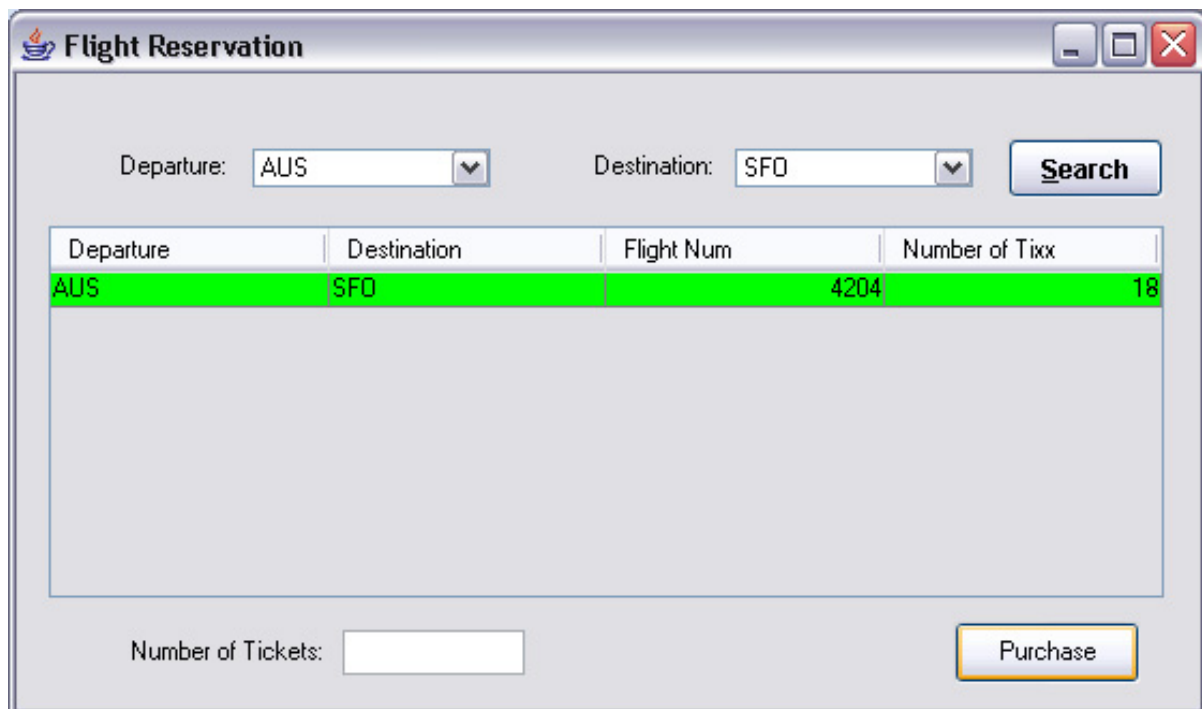 Flight Reservation
Departure: AUS Destination: SFO Search
Departure Destination Flight Num Number of Tixx
AUS SFO 4204 18
Number of Tickets: Purchase